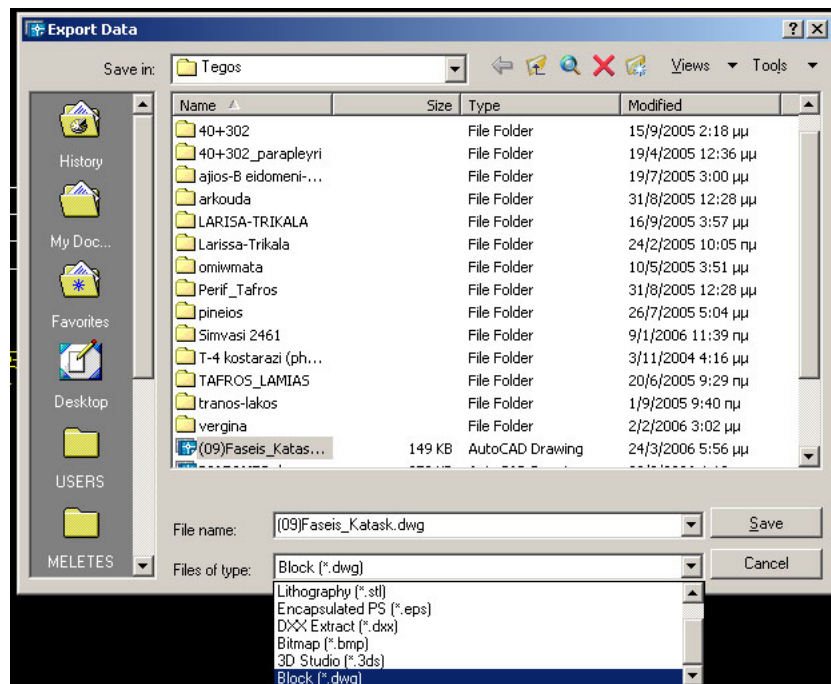 Export Data
Save in: Tegos Views Tools
Name Size Type Modified
40+302 File Folder 15/9/2005 2:18 μμ
40+302_parapleyri File Folder 19/4/2005 12:36 μμ
ajios-B eidomeni-... File Folder 19/7/2005 3:00 μμ
arkouda File Folder 31/8/2005 12:28 μμ
LARISA-TRIKALA File Folder 16/9/2005 3:57 μμ
Larissa-Trikala File Folder 24/2/2005 10:05 πμ
omiwmata File Folder 10/5/2005 3:51 μμ
Perif_Tafros File Folder 31/8/2005 12:28 μμ
pineios File Folder 26/7/2005 5:04 μμ
Simvasi 2461 File Folder 9/1/2006 11:39 πμ
T-4 kostarazi (ph... File Folder 3/11/2004 4:16 μμ
TAFROS_LAMIAS File Folder 20/6/2005 9:29 πμ
tranos-lakos File Folder 1/9/2005 9:40 πμ
vergina File Folder 2/2/2006 3:02 μμ
(09)Faseis_Katas... 149 KB AutoCAD Drawing 24/3/2006 5:56 μμ
History
My Doc...
Favorites
Desktop
USERS
MELETES
File name: (09)Faseis_Katask.dwg Save
Files of type: Block (*.dwg) Cancel
Lithography (*.stl)
Encapsulated PS (*.eps)
DXX Extract (*.dxx)
Bitmap (*.bmp)
3D Studio (*.3ds)
Block (*.dwg)